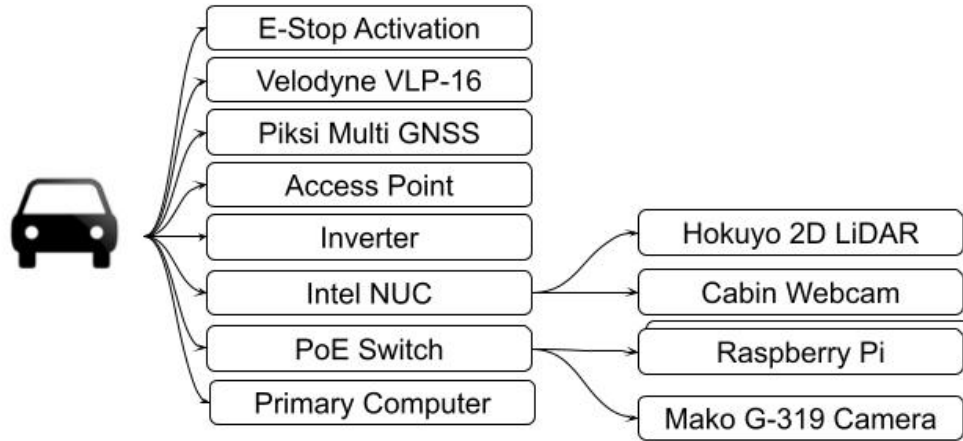 E-Stop Activation
Velodyne VLP-16
Piksi Multi GNSS
Access Point
Inverter
Intel NUC
PoE Switch
Primary Computer
Hokuyo 2D LiDAR
Cabin Webcam
Raspberry Pi
Mako G-319 Camera